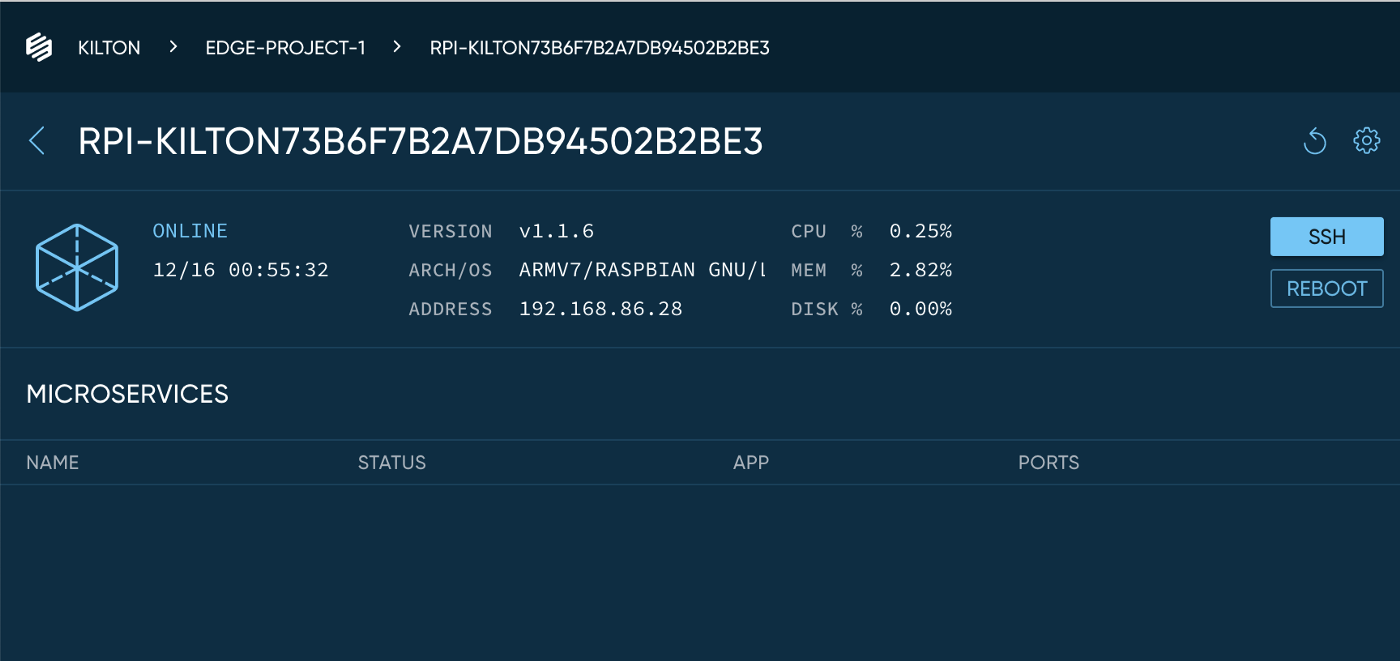 KILTON > EDGE-PROJECT-1 > RPI-KILTON73B6F7B2A7DB94502B2BE3
RPI-KILTON73B6F7B2A7DB94502B2BE3
ONLINE VERSION v1.1.6 CPU % 0.25% SSH
12/16 00:55:32 ARCH/OS ARMV7/RASPBIAN GNU/l MEM % 2.82%
REBOOT
ADDRESS 192.168.86.28 DISK % 0.00%
MICROSERVICES
NAME STATUS APP PORTS